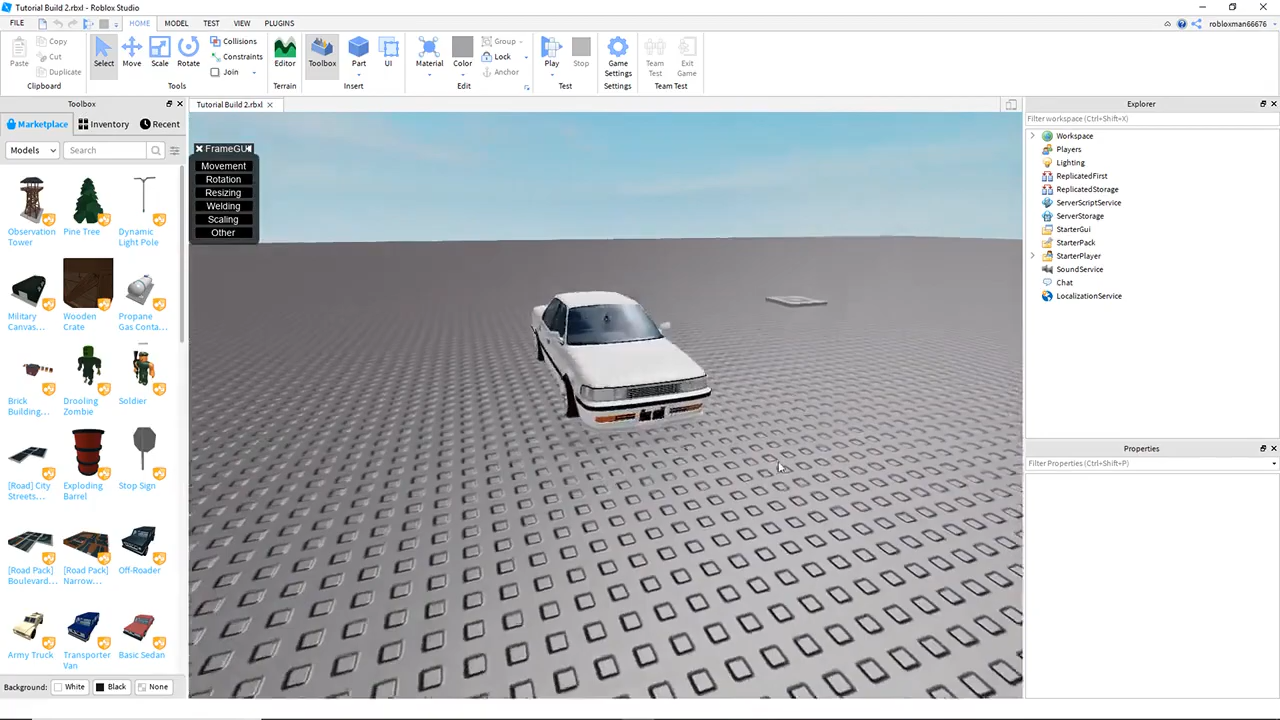 Tutorial Build 2.rbxl - Roblox Studio
FILE HOME MODEL TEST VIEW PLUGINS robloxman66676
Paste Copy Cut Duplicate Clipboard
Select Move Scale Rotate Collisions Constraints Join Tools
Editor Terrain
Toolbox Part UI Insert
Material Color Group Lock Anchor Edit
Play Stop Test
Game Settings Settings
Team Test Exit Game Team Test
Toolbox
Marketplace Inventory Recent
Models Search
Observation Tower
Pine Tree
Dynamic Light Pole
Military Canvas...
Wooden Crate
Propane Gas Conta...
Brick Building...
Drooling Zombie
Soldier
[Road] City Streets...
Exploding Barrel
Stop Sign
[Road Pack] Boulevard...
[Road Pack] Narrow...
Off-Roader
Army Truck
Transporter Van
Basic Sedan
Background: White Black None
Tutorial Build 2.rbxl
FrameGUI
Movement
Rotation
Resizing
Welding
Scaling
Other
Explorer
Filter workspace (Ctrl+Shift+X)
Workspace
Players
Lighting
ReplicatedFirst
ReplicatedStorage
ServerScriptService
ServerStorage
StarterGui
StarterPack
StarterPlayer
SoundService
Chat
LocalizationService
Properties
Filter Properties (Ctrl+Shift+P)